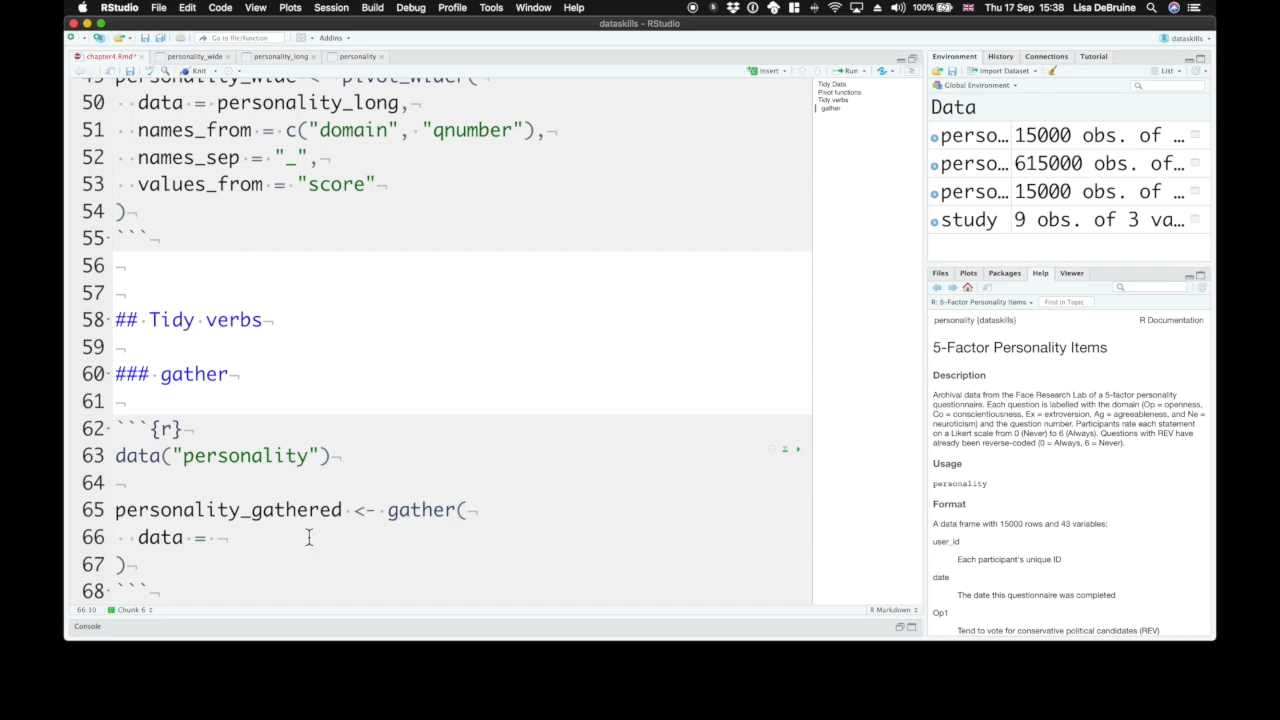 RStudio File Edit Code View Plots Session Build Debug Profile Tools Window Help 100% Thu 17 Sep 15:38 Lisa DeBruine
dataskills - RStudio
Go to file/function Addins dataskills
chapter4.Rmd* personality_wide personality_long personality
Knit Insert Run
50 data = personality_long,
51 names_from = c("domain", "qnumber"),
52 names_sep = "_",
53 values_from = "score"
54 )
55 ```
56
57
58 ## Tidy verbs
59
60 ### gather
61
62 ```{r}
63 data("personality")
64
65 personality_gathered <- gather(
66 data =
67 )
68 ```
66:10 Chunk 6 R Markdown
Console
Tidy Data
Pivot functions
Tidy verbs
gather
Environment History Connections Tutorial
Import Dataset List
Global Environment
Data
perso… 15000 obs. of …
perso… 615000 obs. of…
perso… 15000 obs. of …
study 9 obs. of 3 va…
Files Plots Packages Help Viewer
R: 5-Factor Personality Items Find in Topic
personality {dataskills} R Documentation
5-Factor Personality Items
Description
Archival data from the Face Research Lab of a 5-factor personality
questionnaire. Each question is labelled with the domain (Op = openness,
Co = conscientiousness, Ex = extroversion, Ag = agreeableness, and Ne =
neuroticism) and the question number. Participants rate each statement
on a Likert scale from 0 (Never) to 6 (Always). Questions with REV have
already been reverse-coded (0 = Always, 6 = Never).
Usage
personality
Format
A data frame with 15000 rows and 43 variables:
user_id
Each participant's unique ID
date
The date this questionnaire was completed
Op1
Tend to vote for conservative political candidates (REV)